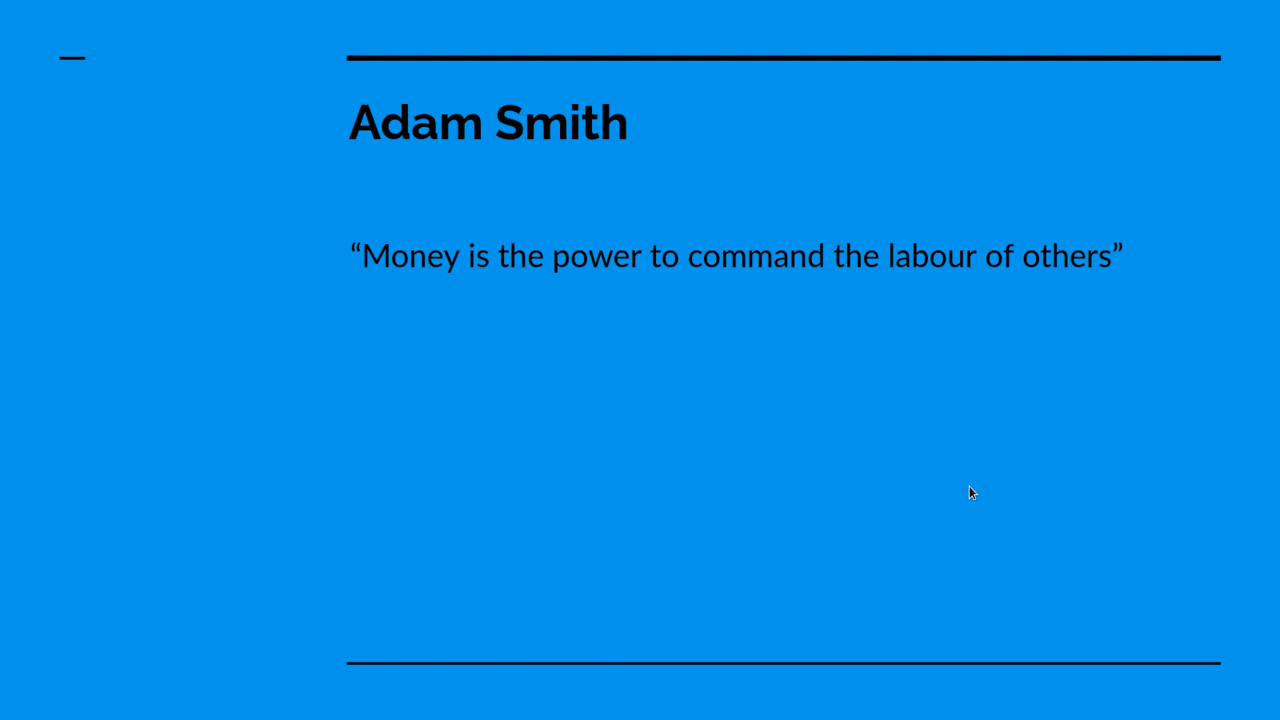 Adam Smith
“Money is the power to command the labour of others”